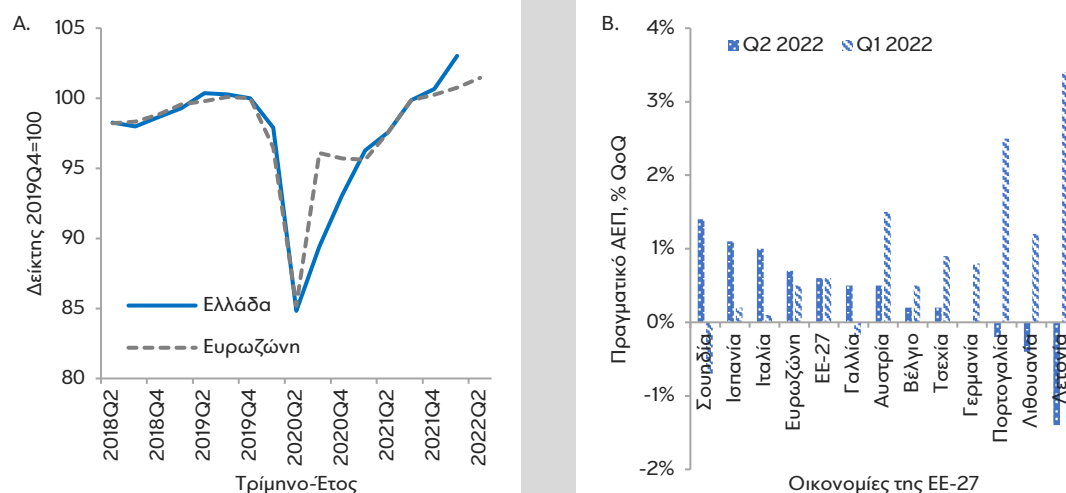 A.
Δείκτης 2019Q4=100
105
100
95
90
85
80
Ελλάδα
Ευρωζώνη
2018Q2
2018Q4
2019Q2
2019Q4
2020Q2
2020Q4
2021Q2
2021Q4
2022Q2
Τρίμηνο-Έτος
B.
Πραγματικό ΑΕΠ, % QoQ
4%
3%
2%
1%
0%
-1%
-2%
Q2 2022
Q1 2022
Σουηδία
Ισπανία
Ιταλία
Ευρωζώνη
ΕΕ-27
Γαλλία
Αυστρία
Βέλγιο
Τσεχία
Γερμανία
Πορτογαλία
Λιθουανία
Λετονία
Οικονομίες της ΕΕ-27